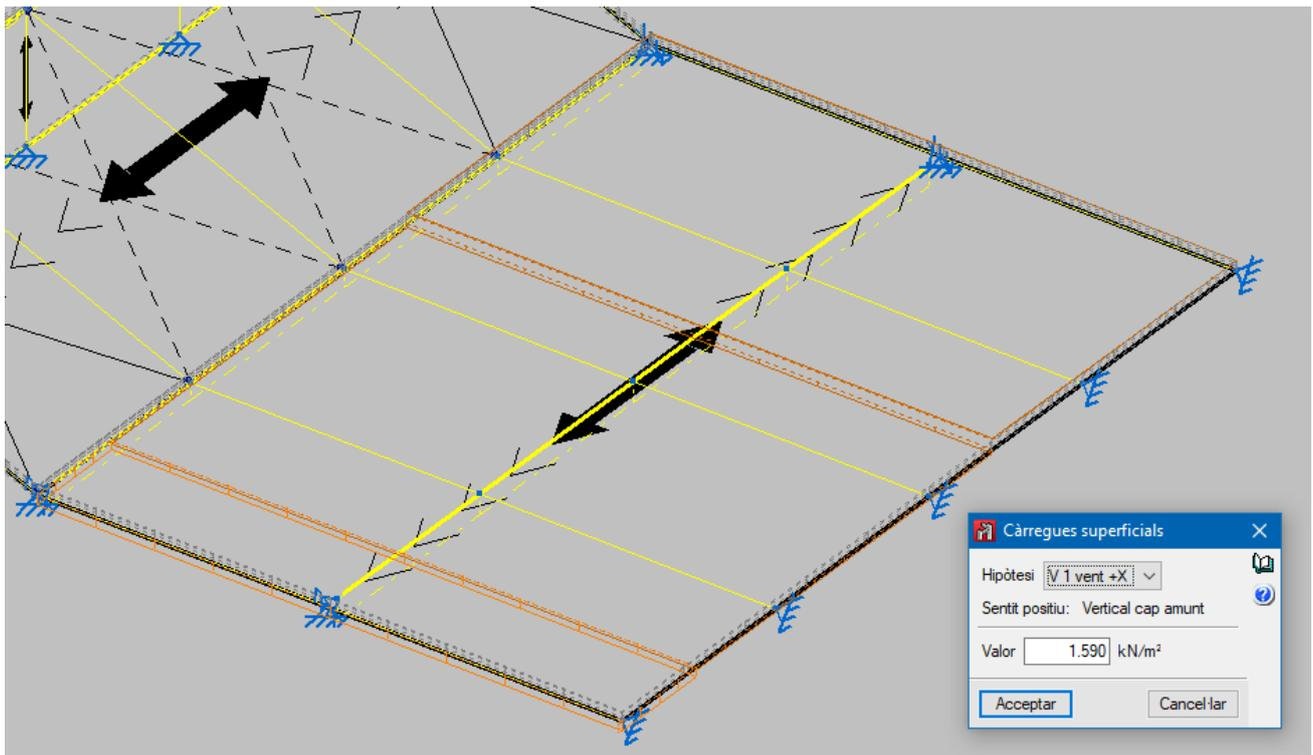 Càrregues superficials
Hipòtesi V 1 vent +X
Sentit positiu: Vertical cap amunt
Valor 1.590 kN/m²
Acceptar Cancel·lar